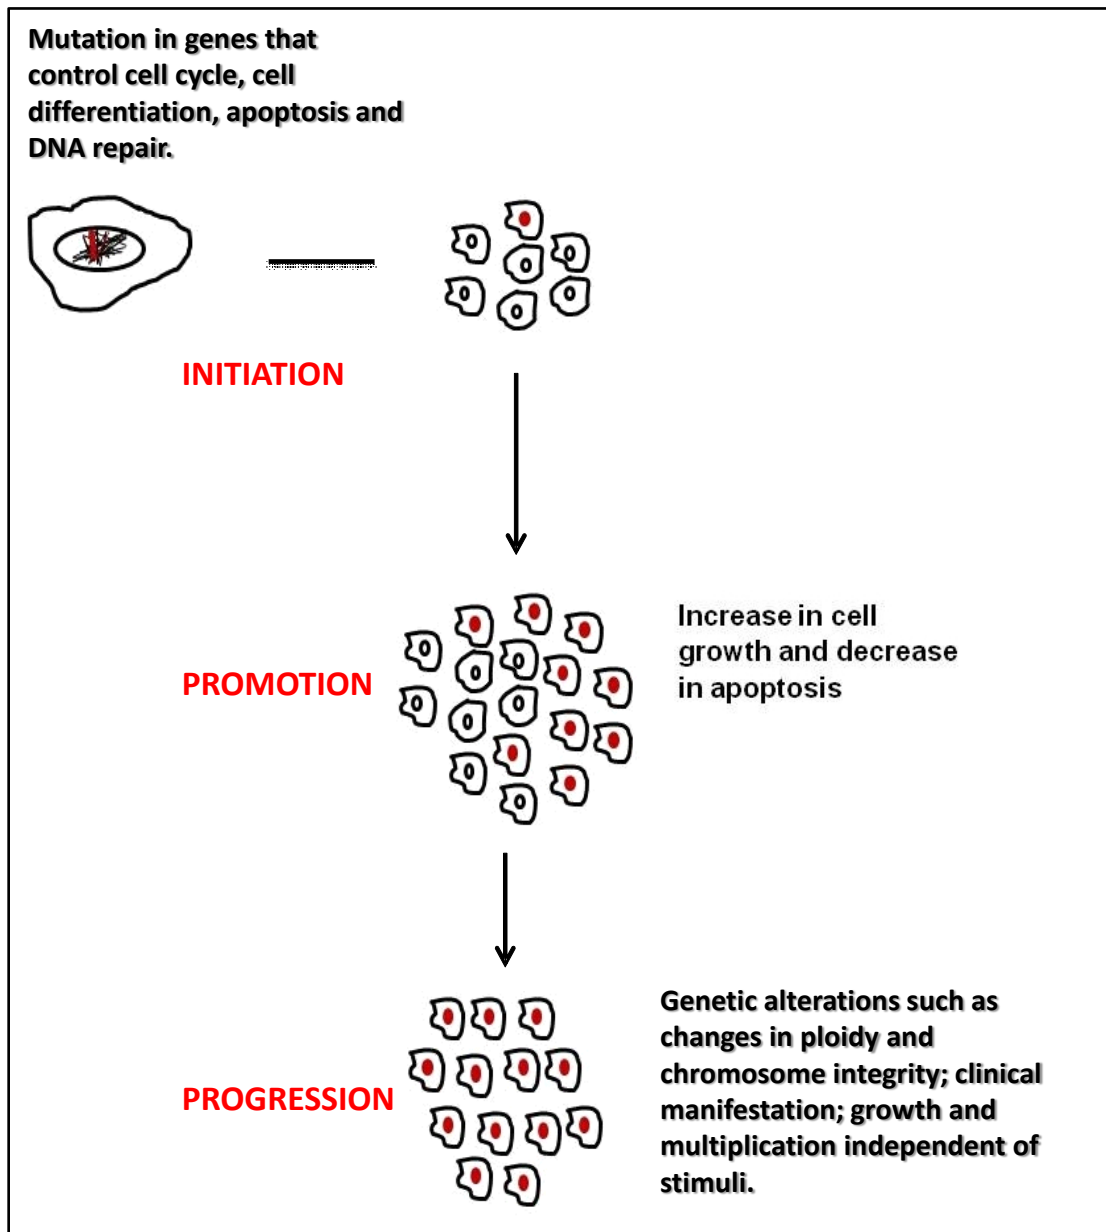 Mutation in genes that
control cell cycle, cell
differentiation, apoptosis and
DNA repair.
INITIATION
PROMOTION
Increase in cell
growth and decrease
in apoptosis
PROGRESSION
Genetic alterations such as
changes in ploidy and
chromosome integrity; clinical
manifestation; growth and
multiplication independent of
stimuli.